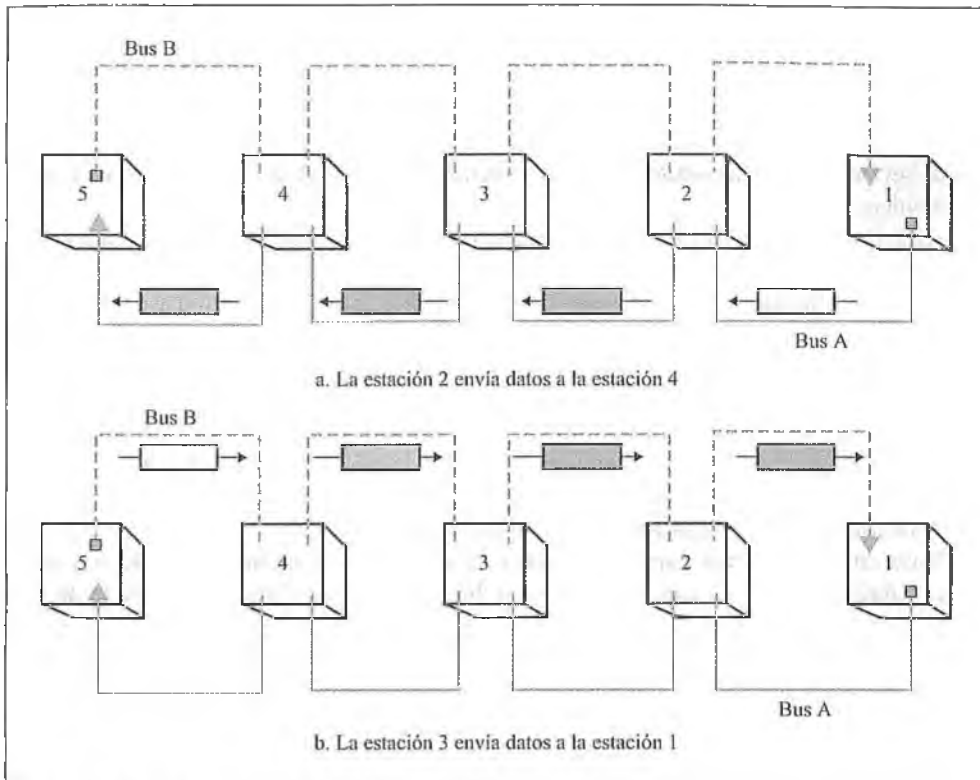 Bus B
5 4 3 2 1
Bus A
a. La estación 2 envía datos a la estación 4
Bus B
5 4 3 2 1
Bus A
b. La estación 3 envía datos a la estación 1